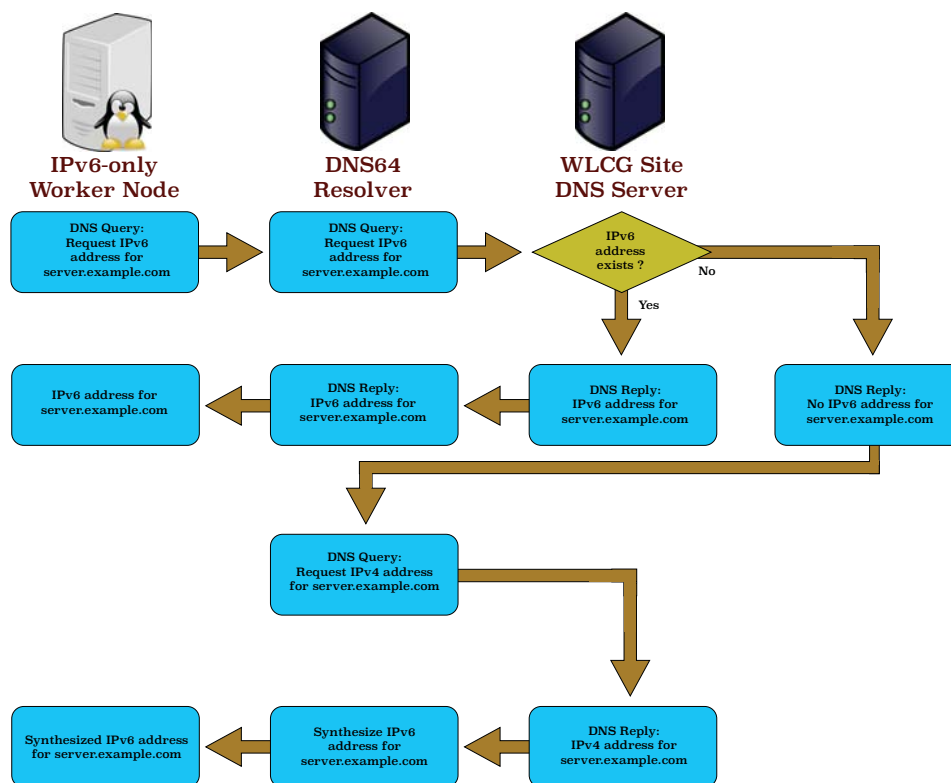 IPv6-only
Worker Node
DNS64
Resolver
WLCG Site
DNS Server
DNS Query:
Request IPv6
address for
server.example.com
DNS Query:
Request IPv6
address for
server.example.com
IPv6
address
exists ?
No
Yes
IPv6 address for
server.example.com
DNS Reply:
IPv6 address for
server.example.com
DNS Reply:
IPv6 address for
server.example.com
DNS Reply:
No IPv6 address for
server.example.com
DNS Query:
Request IPv4 address
for server.example.com
Synthesized IPv6 address
for server.example.com
Synthesize IPv6
address for
server.example.com
DNS Reply:
IPv4 address for
server.example.com